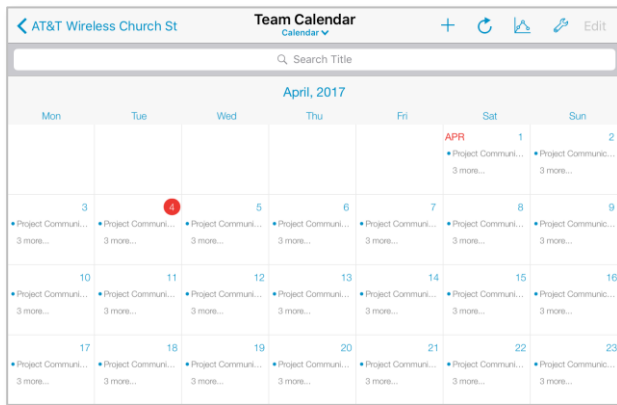 AT&T Wireless Church St Team Calendar Edit
Calendar
Search Title
April, 2017
Mon Tue Wed Thu Fri Sat Sun
APR 1 2
• Project Communi... • Project Communic...
3 more... 3 more...
3 4 5 6 7 8 9
• Project Communi... • Project Communi... • Project Communi... • Project Communi... • Project Communi... • Project Communi... • Project Communic...
3 more... 3 more... 3 more... 3 more... 3 more... 3 more... 3 more...
10 11 12 13 14 15 16
• Project Communi... • Project Communi... • Project Communi... • Project Communi... • Project Communi... • Project Communi... • Project Communic...
3 more... 3 more... 3 more... 3 more... 3 more... 3 more... 3 more...
17 18 19 20 21 22 23
• Project Communi... • Project Communi... • Project Communi... • Project Communi... • Project Communi... • Project Communi... • Project Communic...
3 more... 3 more... 3 more... 3 more... 3 more... 3 more... 3 more...